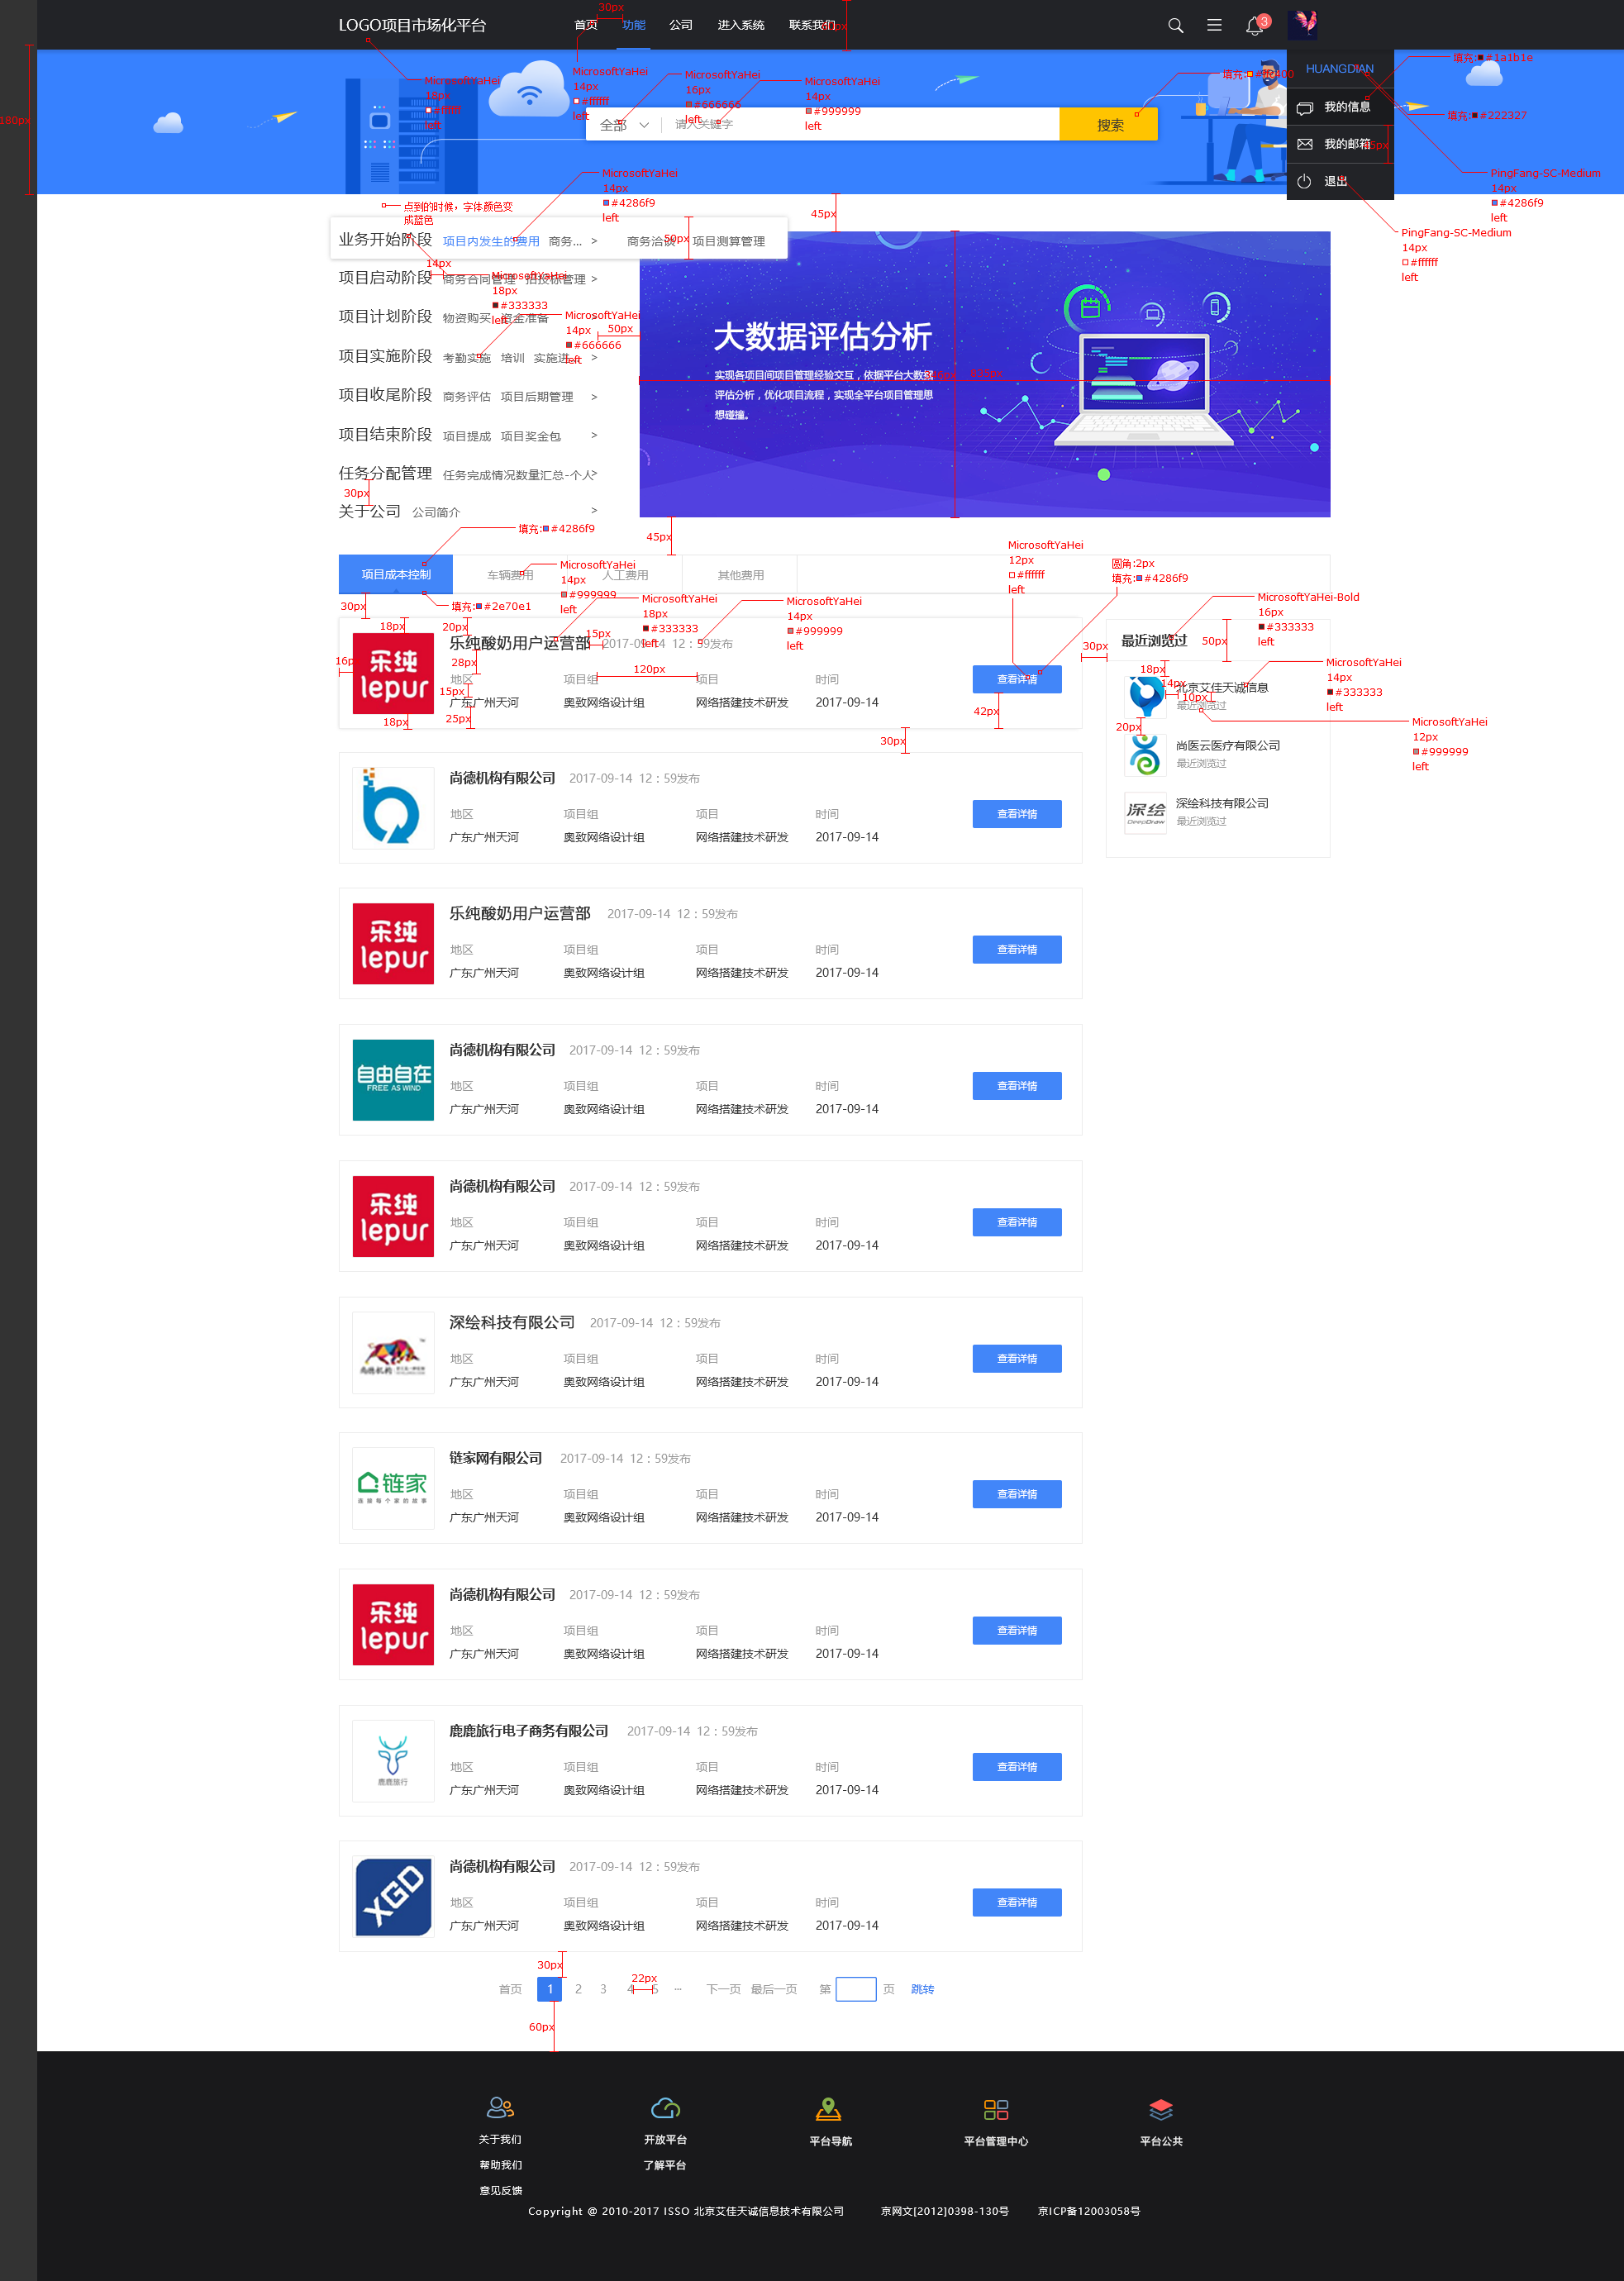 LOGO项目市场化平台 首页 功能 公司 进入系统 联系我们 3
30px
HUANGDIAN
填充: #1a1b1e
MicrosoftYaHei
18px
#ffffff
left
MicrosoftYaHei
14px
#ffffff
left
MicrosoftYaHei
16px
#666666
left
MicrosoftYaHei
14px
#999999
left
180px
全部 请输入关键字 搜索
我的信息
填充: #222327
我的邮箱
退出
PingFang-SC-Medium
14px
#4286f9
left
PingFang-SC-Medium
14px
#ffffff
left
MicrosoftYaHei
14px
#4286f9
left
点到的时候，字体颜色变
成蓝色
45px
业务开始阶段 项目内发生的费用 商务... > 商务洽谈 项目测算管理
50px
14px
项目启动阶段 商务合同管理 招投标管理 >
MicrosoftYaHei
18px
#333333
left
项目计划阶段 物资购买 资金准备
MicrosoftYaHei
14px
#666666
left
50px
项目实施阶段 考勤实施 培训 实施进... >
项目收尾阶段 商务评估 项目后期管理 >
项目结束阶段 项目提成 项目奖金包 >
任务分配管理 任务完成情况数量汇总-个人 >
30px
关于公司 公司简介 >
大数据评估分析
实现各项目间项目管理经验交互，依据平台大数据
评估分析，优化项目流程，实现全平台项目管理思
想碰撞。
填充: #4286f9
45px
项目成本控制 车辆费用 人工费用 其他费用
MicrosoftYaHei
14px
#999999
left
MicrosoftYaHei
12px
#ffffff
left
圆角:2px
填充: #4286f9
30px
填充: #2e70e1
MicrosoftYaHei
18px
#333333
left
MicrosoftYaHei
14px
#999999
left
MicrosoftYaHei-Bold
16px
#333333
left
18px
20px
15px
乐纯酸奶用户运营部 2017-09-14 12：59发布
28px
16px
120px
地区 项目组 项目 查看详情
15px
广东广州天河 奥致网络设计组 网络搭建技术研发 2017-09-14
18px
25px
42px
30px
30px
最近浏览过
50px
18px
14px
10px
北京艾佳天诚信息
最近浏览过
MicrosoftYaHei
14px
#333333
left
20px
MicrosoftYaHei
12px
#999999
left
尚医云医疗有限公司
最近浏览过
深绘 DeepDraw
深绘科技有限公司
最近浏览过
乐纯 lepur
尚德机构有限公司 2017-09-14 12：59发布
地区 项目组 项目 时间 查看详情
广东广州天河 奥致网络设计组 网络搭建技术研发 2017-09-14
乐纯 lepur
乐纯酸奶用户运营部 2017-09-14 12：59发布
地区 项目组 项目 时间 查看详情
广东广州天河 奥致网络设计组 网络搭建技术研发 2017-09-14
自由自在 FREE AS WIND
尚德机构有限公司 2017-09-14 12：59发布
地区 项目组 项目 时间 查看详情
广东广州天河 奥致网络设计组 网络搭建技术研发 2017-09-14
乐纯 lepur
尚德机构有限公司 2017-09-14 12：59发布
地区 项目组 项目 时间 查看详情
广东广州天河 奥致网络设计组 网络搭建技术研发 2017-09-14
尚德机构
深绘科技有限公司 2017-09-14 12：59发布
地区 项目组 项目 时间 查看详情
广东广州天河 奥致网络设计组 网络搭建技术研发 2017-09-14
链家
连接每个家的故事
链家网有限公司 2017-09-14 12：59发布
地区 项目组 项目 时间 查看详情
广东广州天河 奥致网络设计组 网络搭建技术研发 2017-09-14
乐纯 lepur
尚德机构有限公司 2017-09-14 12：59发布
地区 项目组 项目 时间 查看详情
广东广州天河 奥致网络设计组 网络搭建技术研发 2017-09-14
鹿鹿旅行
鹿鹿旅行电子商务有限公司 2017-09-14 12：59发布
地区 项目组 项目 时间 查看详情
广东广州天河 奥致网络设计组 网络搭建技术研发 2017-09-14
XGD
尚德机构有限公司 2017-09-14 12：59发布
地区 项目组 项目 时间 查看详情
广东广州天河 奥致网络设计组 网络搭建技术研发 2017-09-14
30px
22px
首页 1 2 3 4 5 ... 下一页 最后一页 第 页 跳转
60px
关于我们 开放平台 平台导航 平台管理中心 平台公共
帮助我们 了解平台
意见反馈
Copyright @ 2010-2017 ISSO 北京艾佳天诚信息技术有限公司 京网文[2012]0398-130号 京ICP备12003058号